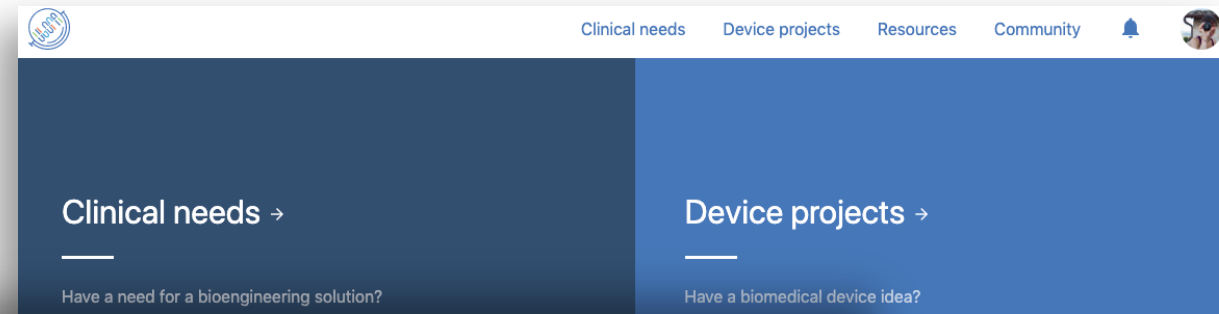 Clinical needs Device projects Resources Community
Clinical needs →
Have a need for a bioengineering solution?
Device projects →
Have a biomedical device idea?